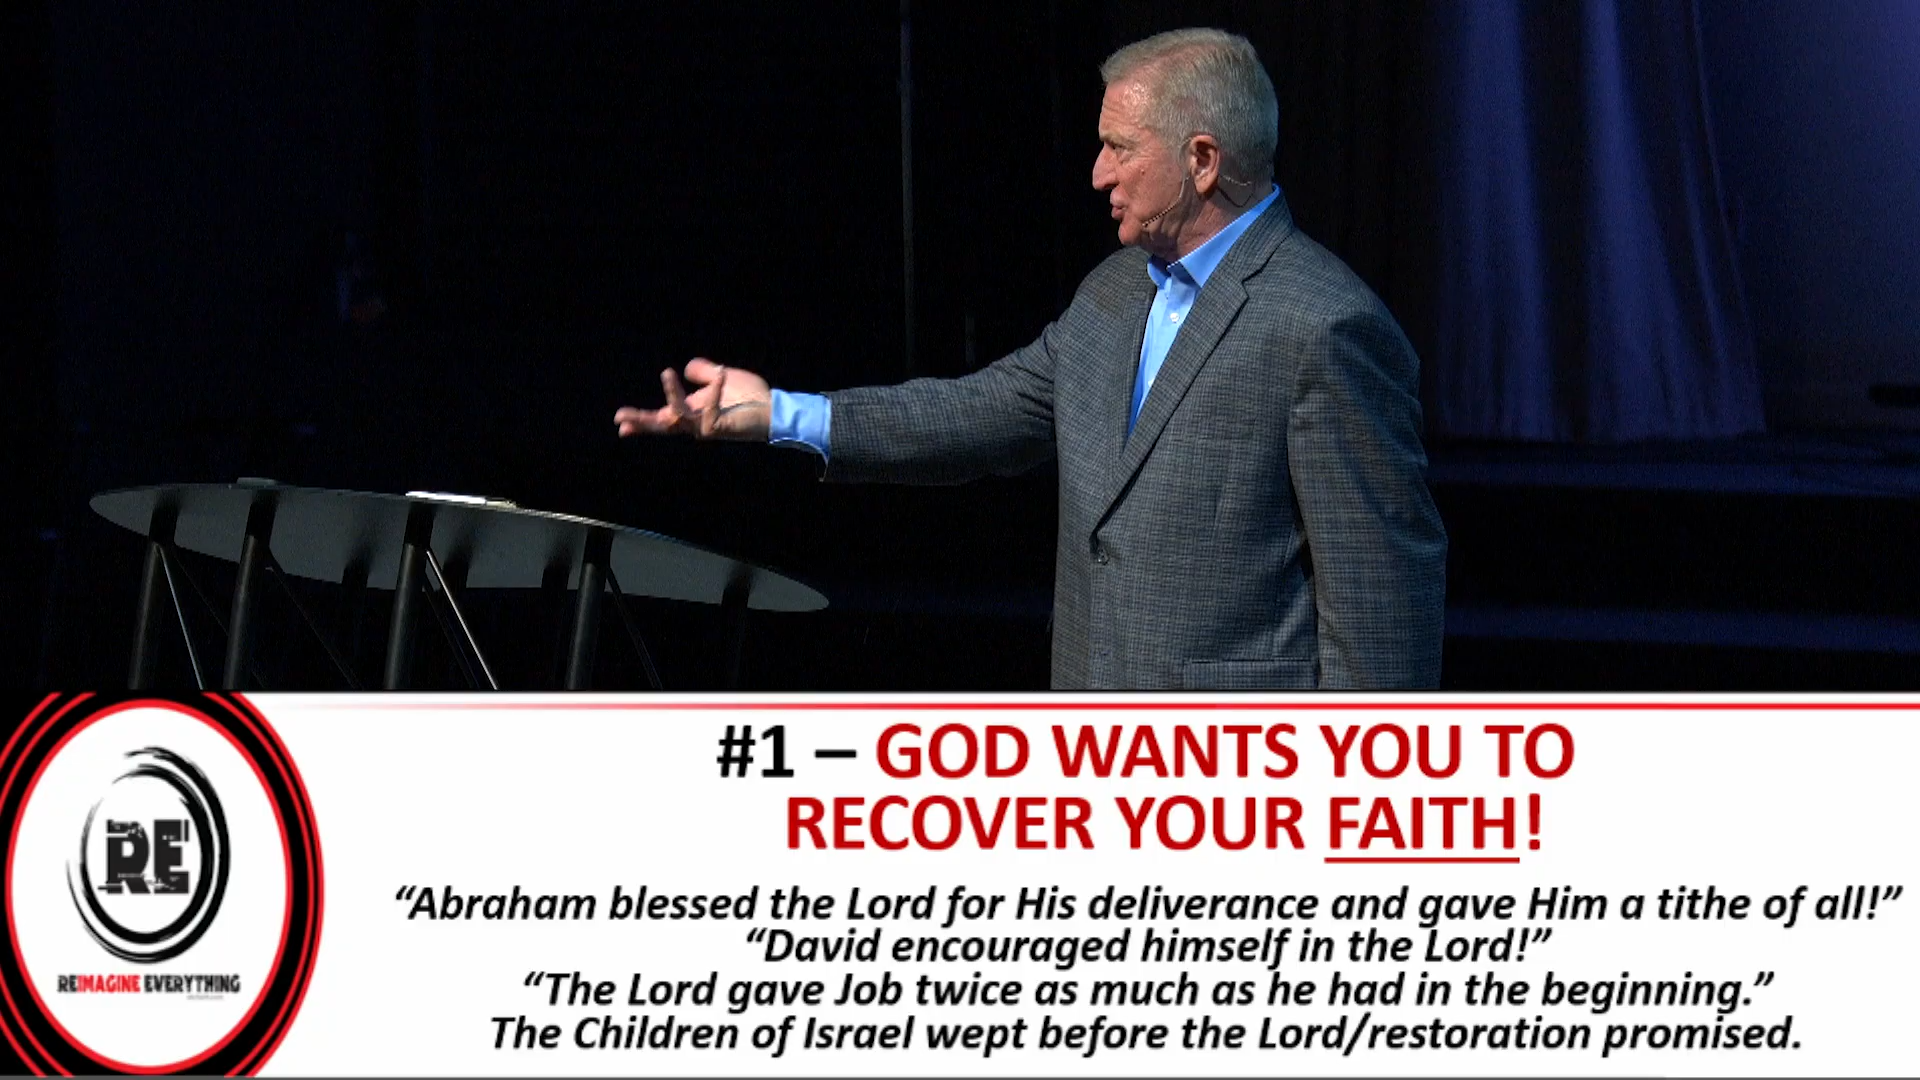 #1 – GOD WANTS YOU TO
RECOVER YOUR FAITH!
“Abraham blessed the Lord for His deliverance and gave Him a tithe of all!”
“David encouraged himself in the Lord!”
“The Lord gave Job twice as much as he had in the beginning.”
The Children of Israel wept before the Lord/restoration promised.
RE
REIMAGINE EVERYTHING